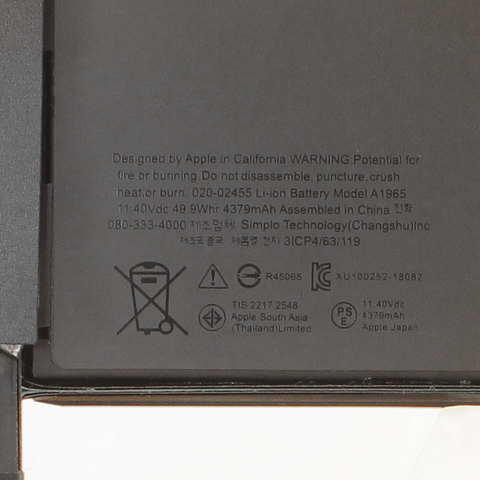 Designed by Apple in California WARNING:Potential for
fire or burning.Do not disassemble, puncture,crush
heat,or burn. 020-02455 Li-ion Battery Model A1965
11.40Vdc 49.9Whr 4379mAh Assembled in China 전화
080-333-4000 제조업체 Simplo Technology(Changshu)Inc
제조로 중국 제품명 전지 3ICP4/63/119
R45065 XU100252-18082
TIS 2217.2548
Apple South Asia
(Thailand)Limited
PS
E
11.40Vdc
4379mAh
Apple Japan